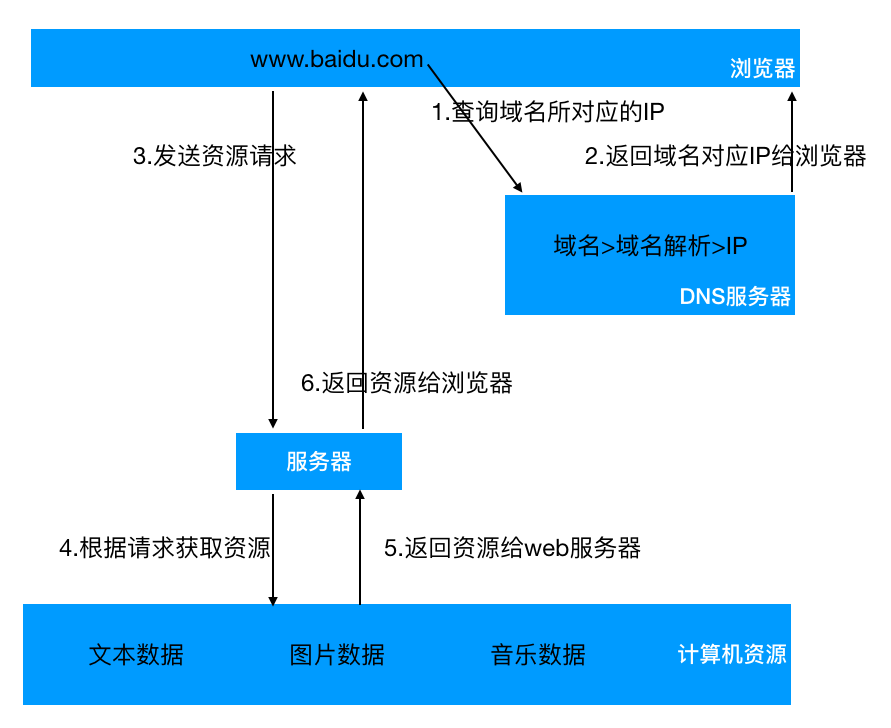 www.baidu.com
浏览器
1.查询域名所对应的IP
3.发送资源请求
2.返回域名对应IP给浏览器
域名>域名解析>IP
DNS服务器
6.返回资源给浏览器
服务器
4.根据请求获取资源
5.返回资源给web服务器
文本数据
图片数据
音乐数据
计算机资源